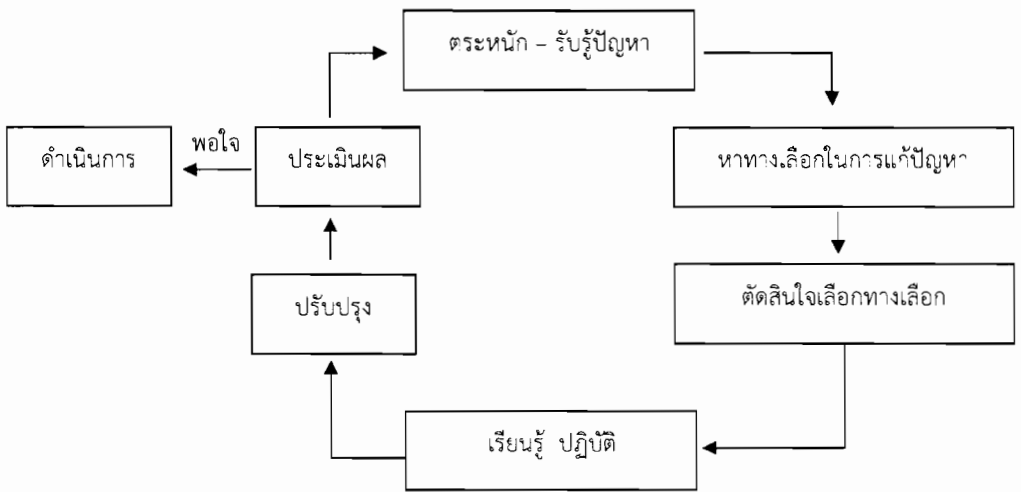 ตระหนัก – รับรู้ปัญหา
ดำเนินการ
พอใจ
ประเมินผล
หาทางเลือกในการแก้ปัญหา
ปรับปรุง
ตัดสินใจเลือกทางเลือก
เรียนรู้ ปฏิบัติ